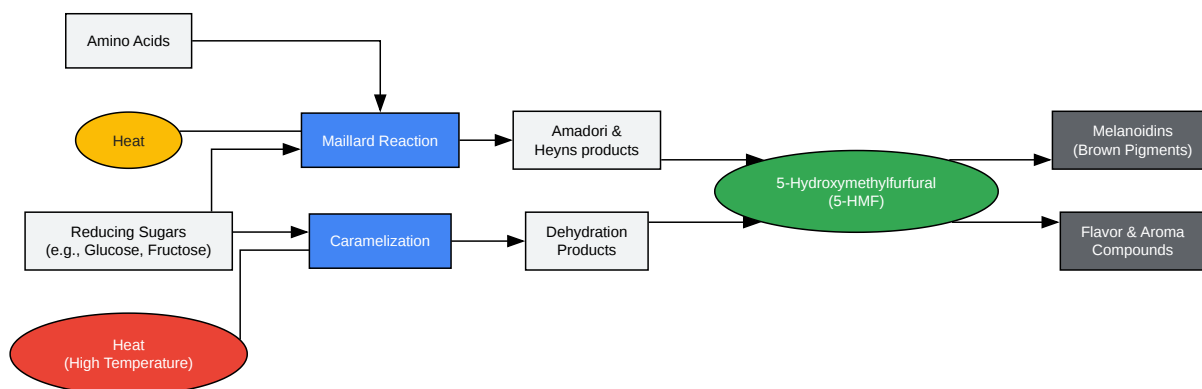 Amino Acids
Heat
Maillard Reaction
Amadori &
Heyns products
5-Hydroxymethylfurfural
(5-HMF)
Melanoidins
(Brown Pigments)
Reducing Sugars
(e.g., Glucose, Fructose)
Caramelization
Dehydration
Products
Flavor & Aroma
Compounds
Heat
(High Temperature)